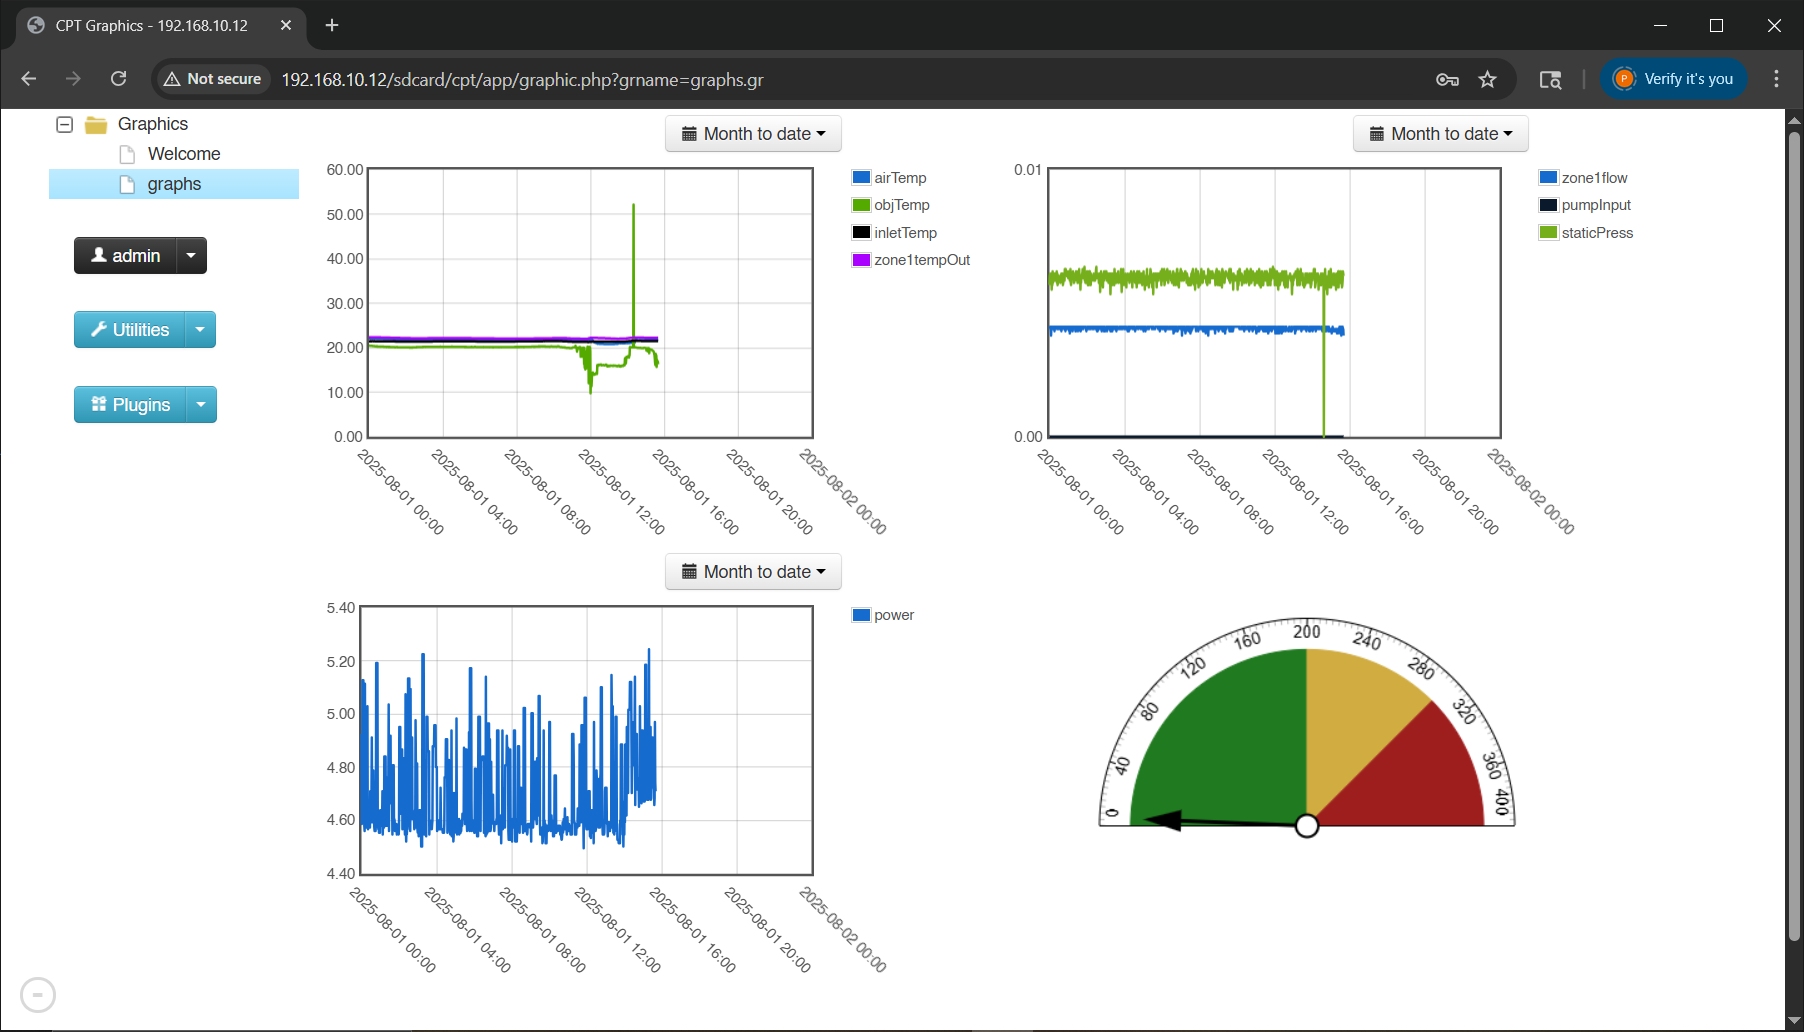 CPT Graphics - 192.168.10.12
Not secure
192.168.10.12/sdcard/cpt/app/graphic.php?grname=graphs.gr
P
Verify it's you
Graphics
Welcome
graphs
admin
Utilities
Plugins
Month to date
60.00
50.00
40.00
30.00
20.00
10.00
0.00
2025-08-01 00:00
2025-08-01 04:00
2025-08-01 08:00
2025-08-01 12:00
2025-08-01 16:00
2025-08-01 20:00
2025-08-02 00:00
airTemp
objTemp
inletTemp
zone1tempOut
Month to date
0.01
0.00
2025-08-01 00:00
2025-08-01 04:00
2025-08-01 08:00
2025-08-01 12:00
2025-08-01 16:00
2025-08-01 20:00
2025-08-02 00:00
zone1flow
pumpInput
staticPress
Month to date
5.40
5.20
5.00
4.80
4.60
4.40
2025-08-01 00:00
2025-08-01 04:00
2025-08-01 08:00
2025-08-01 12:00
2025-08-01 16:00
2025-08-01 20:00
2025-08-02 00:00
power
0
40
80
120
160
200
240
280
320
360
400